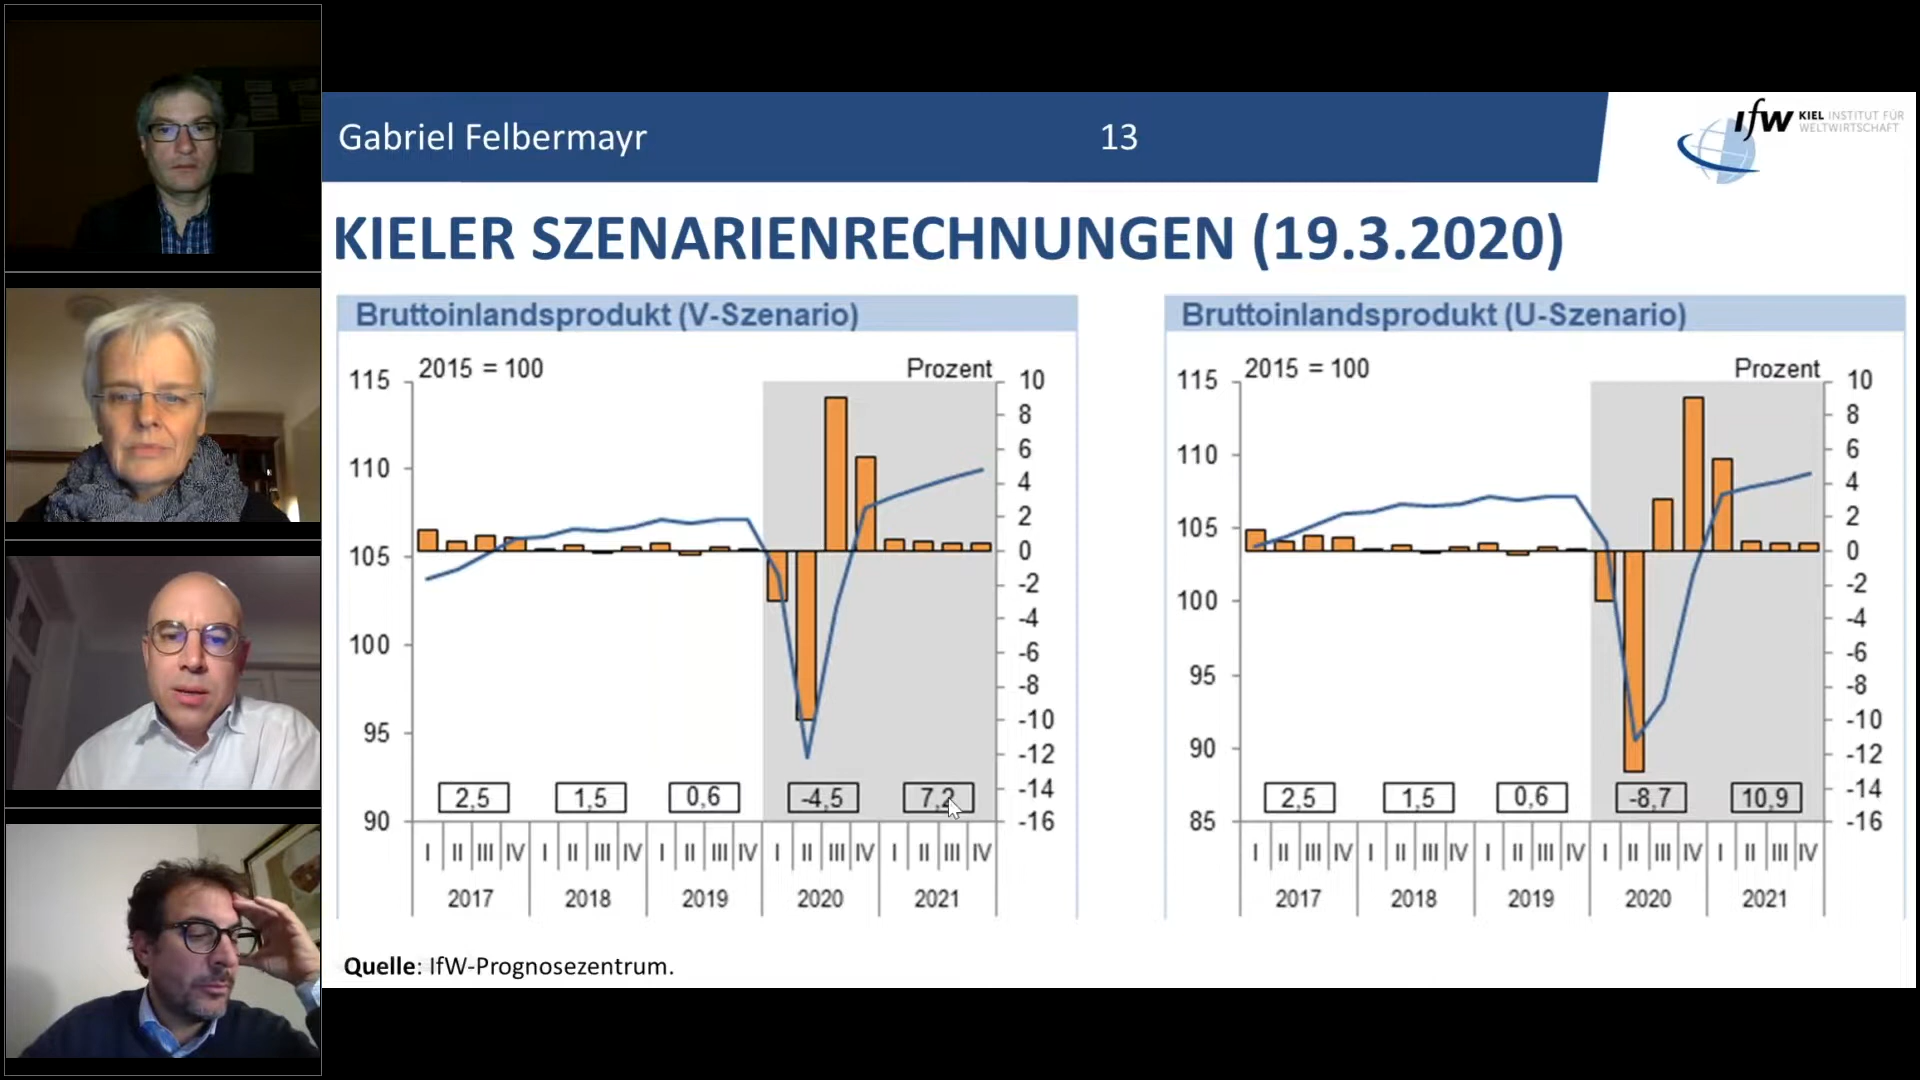 Gabriel Felbermayr
13
IfW KIEL INSTITUT FÜR
WELTWIRTSCHAFT
KIELER SZENARIENRECHNUNGEN (19.3.2020)
Bruttoinlandsprodukt (V-Szenario)
2015 = 100
Prozent
115
110
105
100
95
90
10
8
6
4
2
0
-2
-4
-6
-8
-10
-12
-14
-16
2,5 1,5 0,6 -4,5 7,2
I II III IV I II III IV I II III IV I II III IV I II III IV
2017 2018 2019 2020 2021
Bruttoinlandsprodukt (U-Szenario)
2015 = 100
Prozent
115
110
105
100
95
90
85
10
8
6
4
2
0
-2
-4
-6
-8
-10
-12
-14
-16
2,5 1,5 0,6 -8,7 10,9
I II III IV I II III IV I II III IV I II III IV I II III IV
2017 2018 2019 2020 2021
Quelle: IfW-Prognosezentrum.